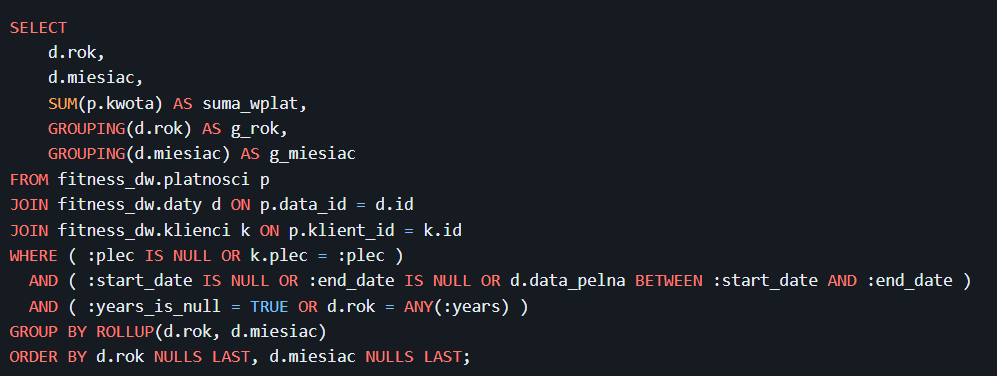 SELECT
    d.rok,
    d.miesiac,
    SUM(p.kwota) AS suma_wplat,
    GROUPING(d.rok) AS g_rok,
    GROUPING(d.miesiac) AS g_miesiac
FROM fitness_dw.platnosci p
JOIN fitness_dw.daty d ON p.data_id = d.id
JOIN fitness_dw.klienci k ON p.klient_id = k.id
WHERE ( :plec IS NULL OR k.plec = :plec )
  AND ( :start_date IS NULL OR :end_date IS NULL OR d.data_pelna BETWEEN :start_date AND :end_date )
  AND ( :years_is_null = TRUE OR d.rok = ANY(:years) )
GROUP BY ROLLUP(d.rok, d.miesiac)
ORDER BY d.rok NULLS LAST, d.miesiac NULLS LAST;